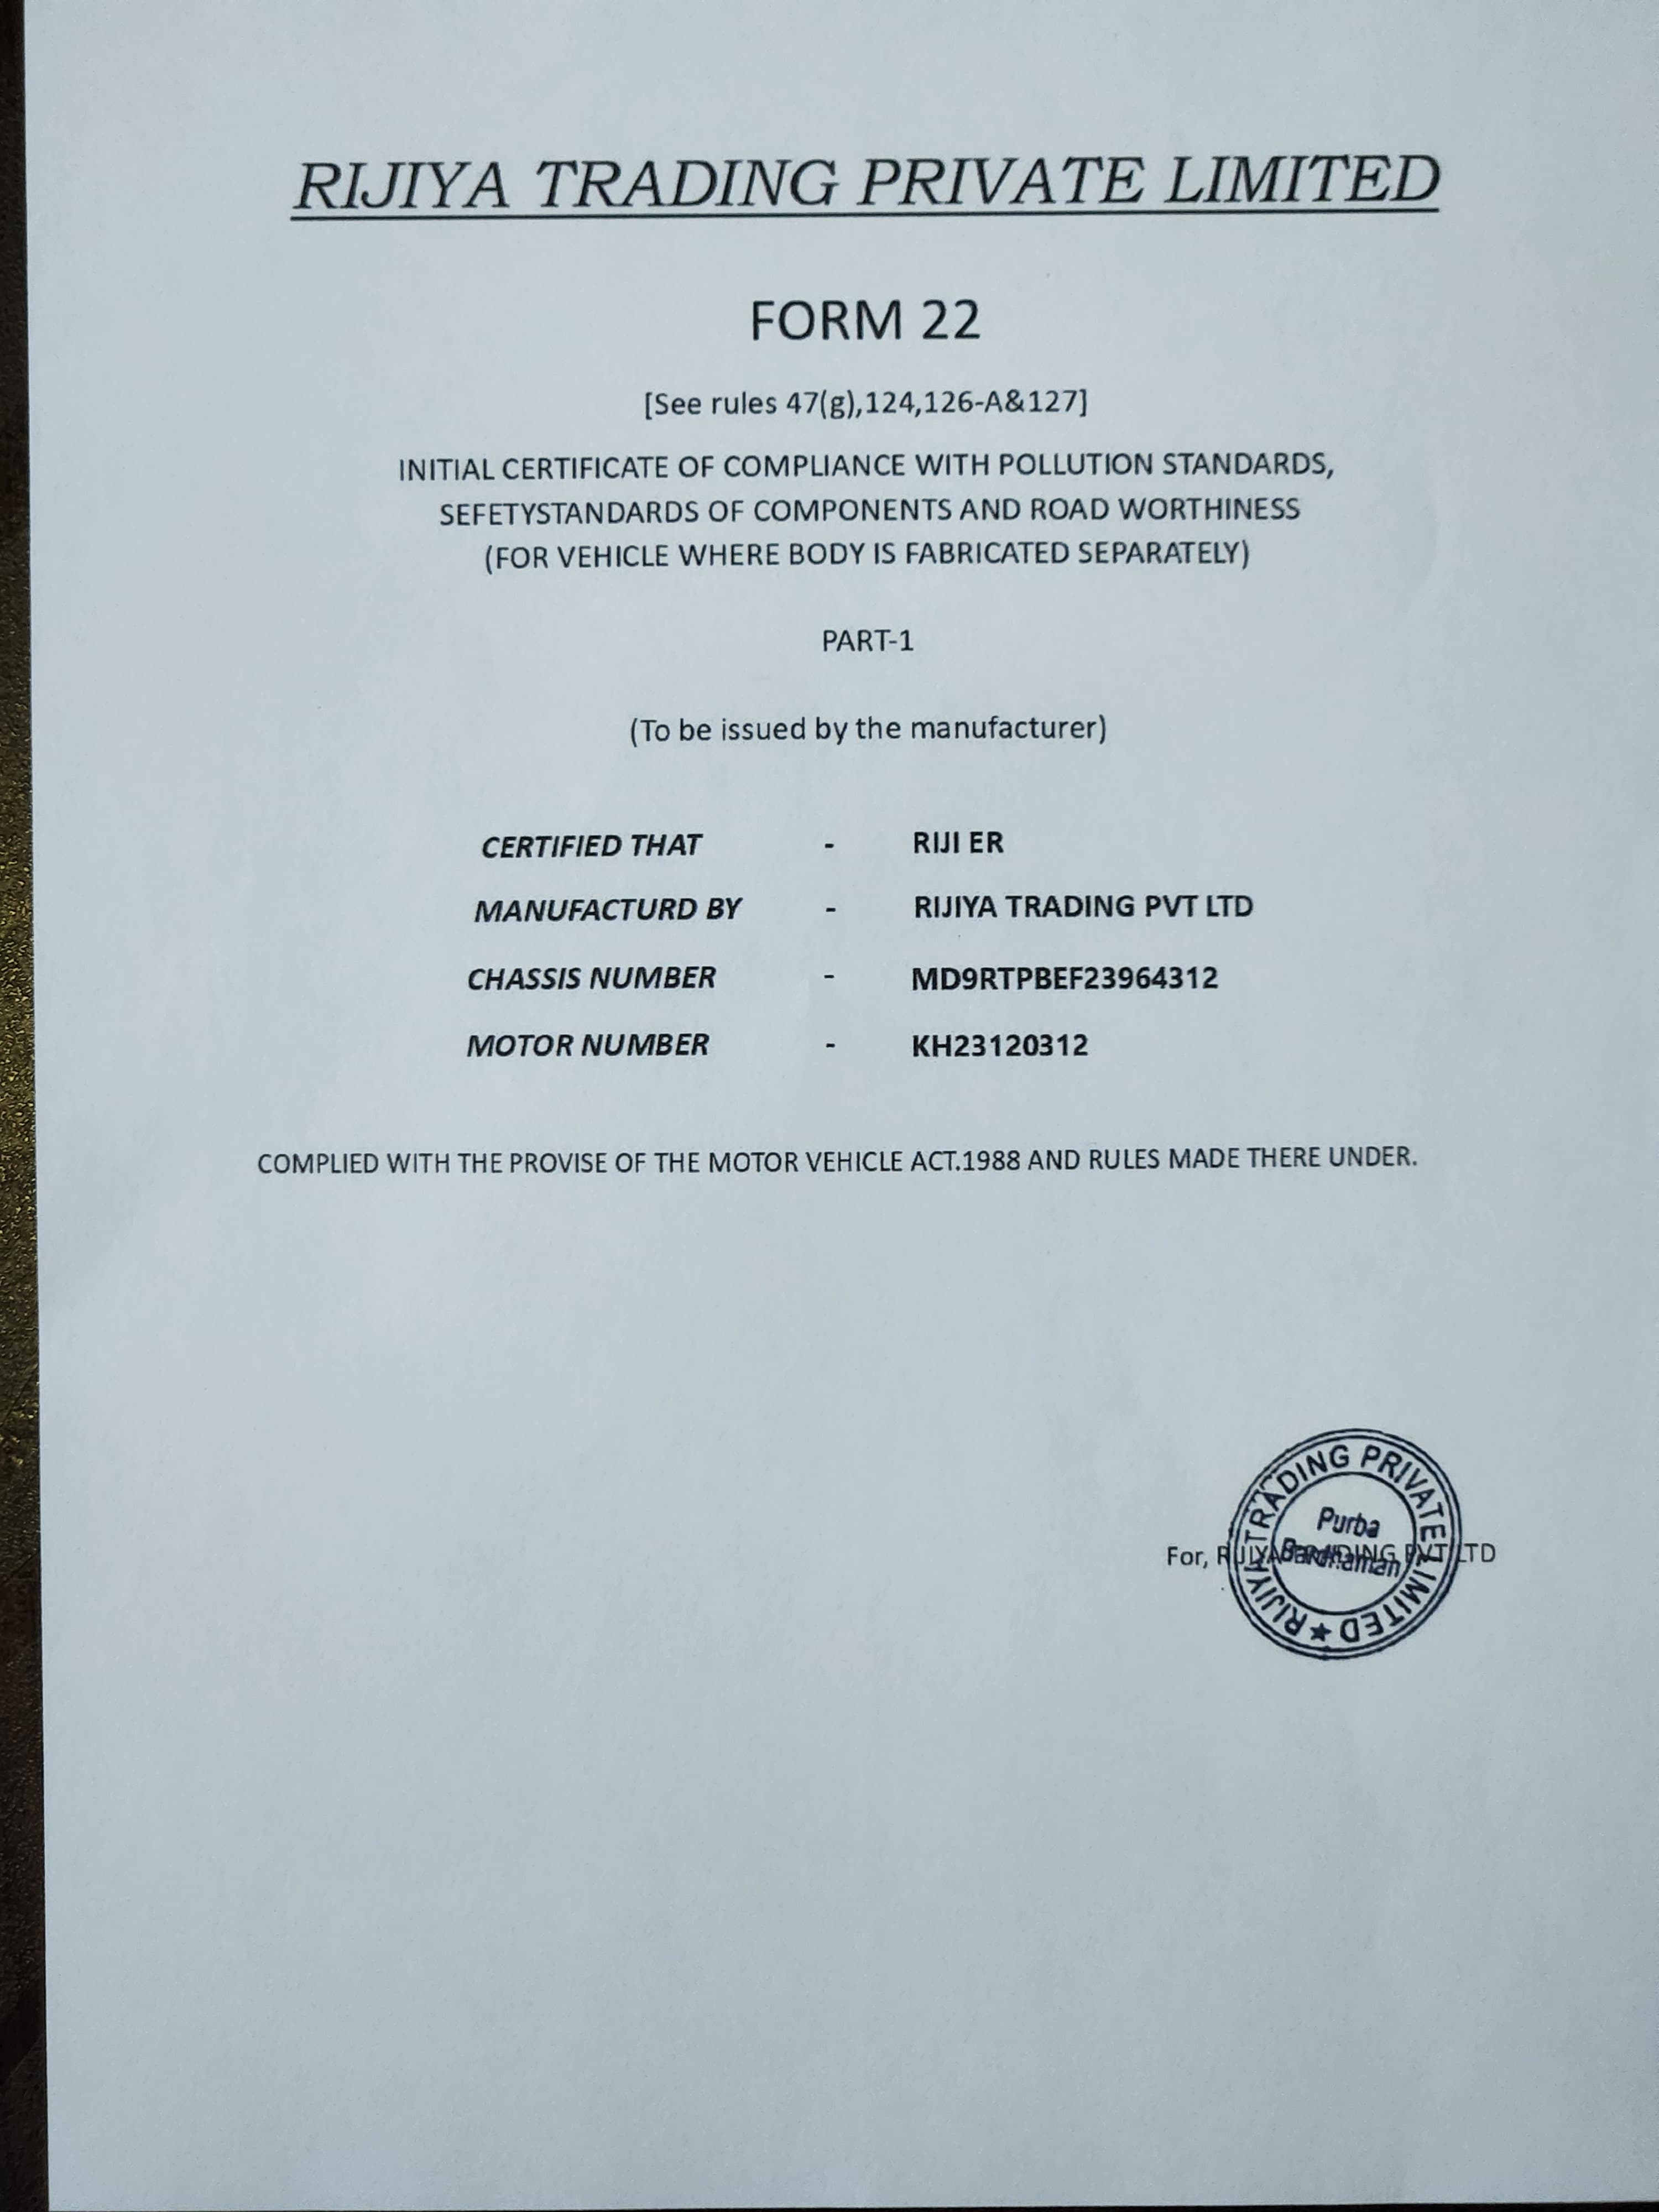 RIJIYA TRADING PRIVATE LIMITED
FORM 22
[See rules 47(g),124,126-A&127]
INITIAL CERTIFICATE OF COMPLIANCE WITH POLLUTION STANDARDS,
SEFETYSTANDARDS OF COMPONENTS AND ROAD WORTHINESS
(FOR VEHICLE WHERE BODY IS FABRICATED SEPARATELY)
PART-1
(To be issued by the manufacturer)
CERTIFIED THAT - RIJI ER
MANUFACTURD BY - RIJIYA TRADING PVT LTD
CHASSIS NUMBER - MD9RTPBEF23964312
MOTOR NUMBER - KH23120312
COMPLIED WITH THE PROVISE OF THE MOTOR VEHICLE ACT.1988 AND RULES MADE THERE UNDER.
For, RIJIYA TRADING PVT LTD
RIJIYA TRADING PRIVATE LIMITED ★
Purba
Bardhaman